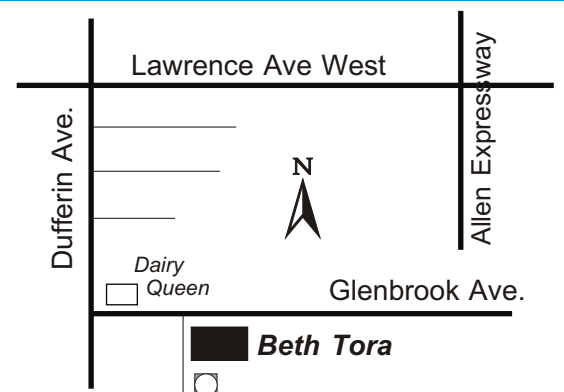 Lawrence Ave West
Allen Expressway
Dufferin Ave.
N
Dairy
Queen
Glenbrook Ave.
Beth Tora